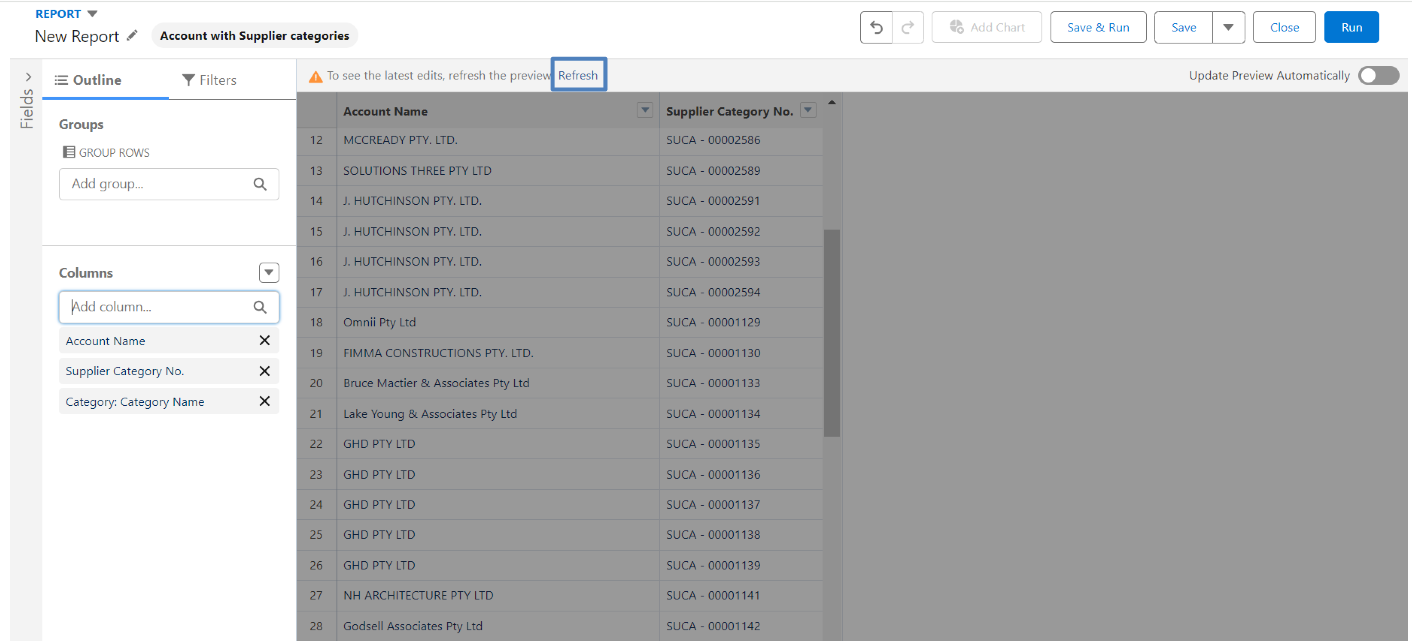 REPORT
New Report
Account with Supplier categories
Add Chart
Save & Run
Save
Close
Run
Fields
Outline
Filters
To see the latest edits, refresh the preview
Refresh
Update Preview Automatically
Groups
GROUP ROWS
Add group...
Columns
Add column...
Account Name
Supplier Category No.
Category: Category Name
Account Name Supplier Category No.
12 MCCREADY PTY. LTD. SUCA - 00002586
13 SOLUTIONS THREE PTY LTD SUCA - 00002589
14 J. HUTCHINSON PTY. LTD. SUCA - 00002591
15 J. HUTCHINSON PTY. LTD. SUCA - 00002592
16 J. HUTCHINSON PTY. LTD. SUCA - 00002593
17 J. HUTCHINSON PTY. LTD. SUCA - 00002594
18 Omnii Pty Ltd SUCA - 00001129
19 FIMMA CONSTRUCTIONS PTY. LTD. SUCA - 00001130
20 Bruce Mactier & Associates Pty Ltd SUCA - 00001133
21 Lake Young & Associates Pty Ltd SUCA - 00001134
22 GHD PTY LTD SUCA - 00001135
23 GHD PTY LTD SUCA - 00001136
24 GHD PTY LTD SUCA - 00001137
25 GHD PTY LTD SUCA - 00001138
26 GHD PTY LTD SUCA - 00001139
27 NH ARCHITECTURE PTY LTD SUCA - 00001141
28 Godsell Associates Pty Ltd SUCA - 00001142